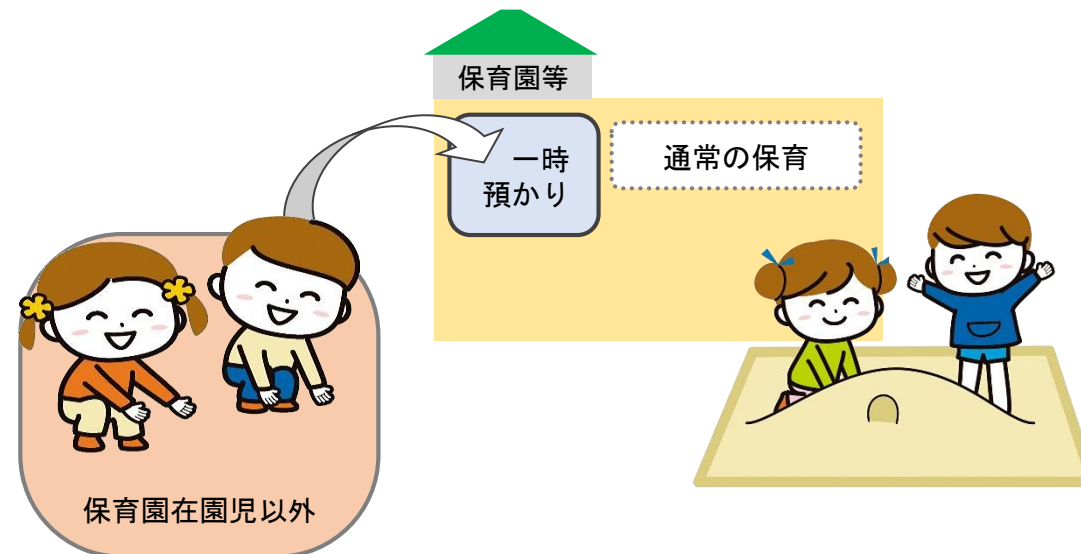 保育園等
一時
預かり
通常の保育
保育園在園児以外